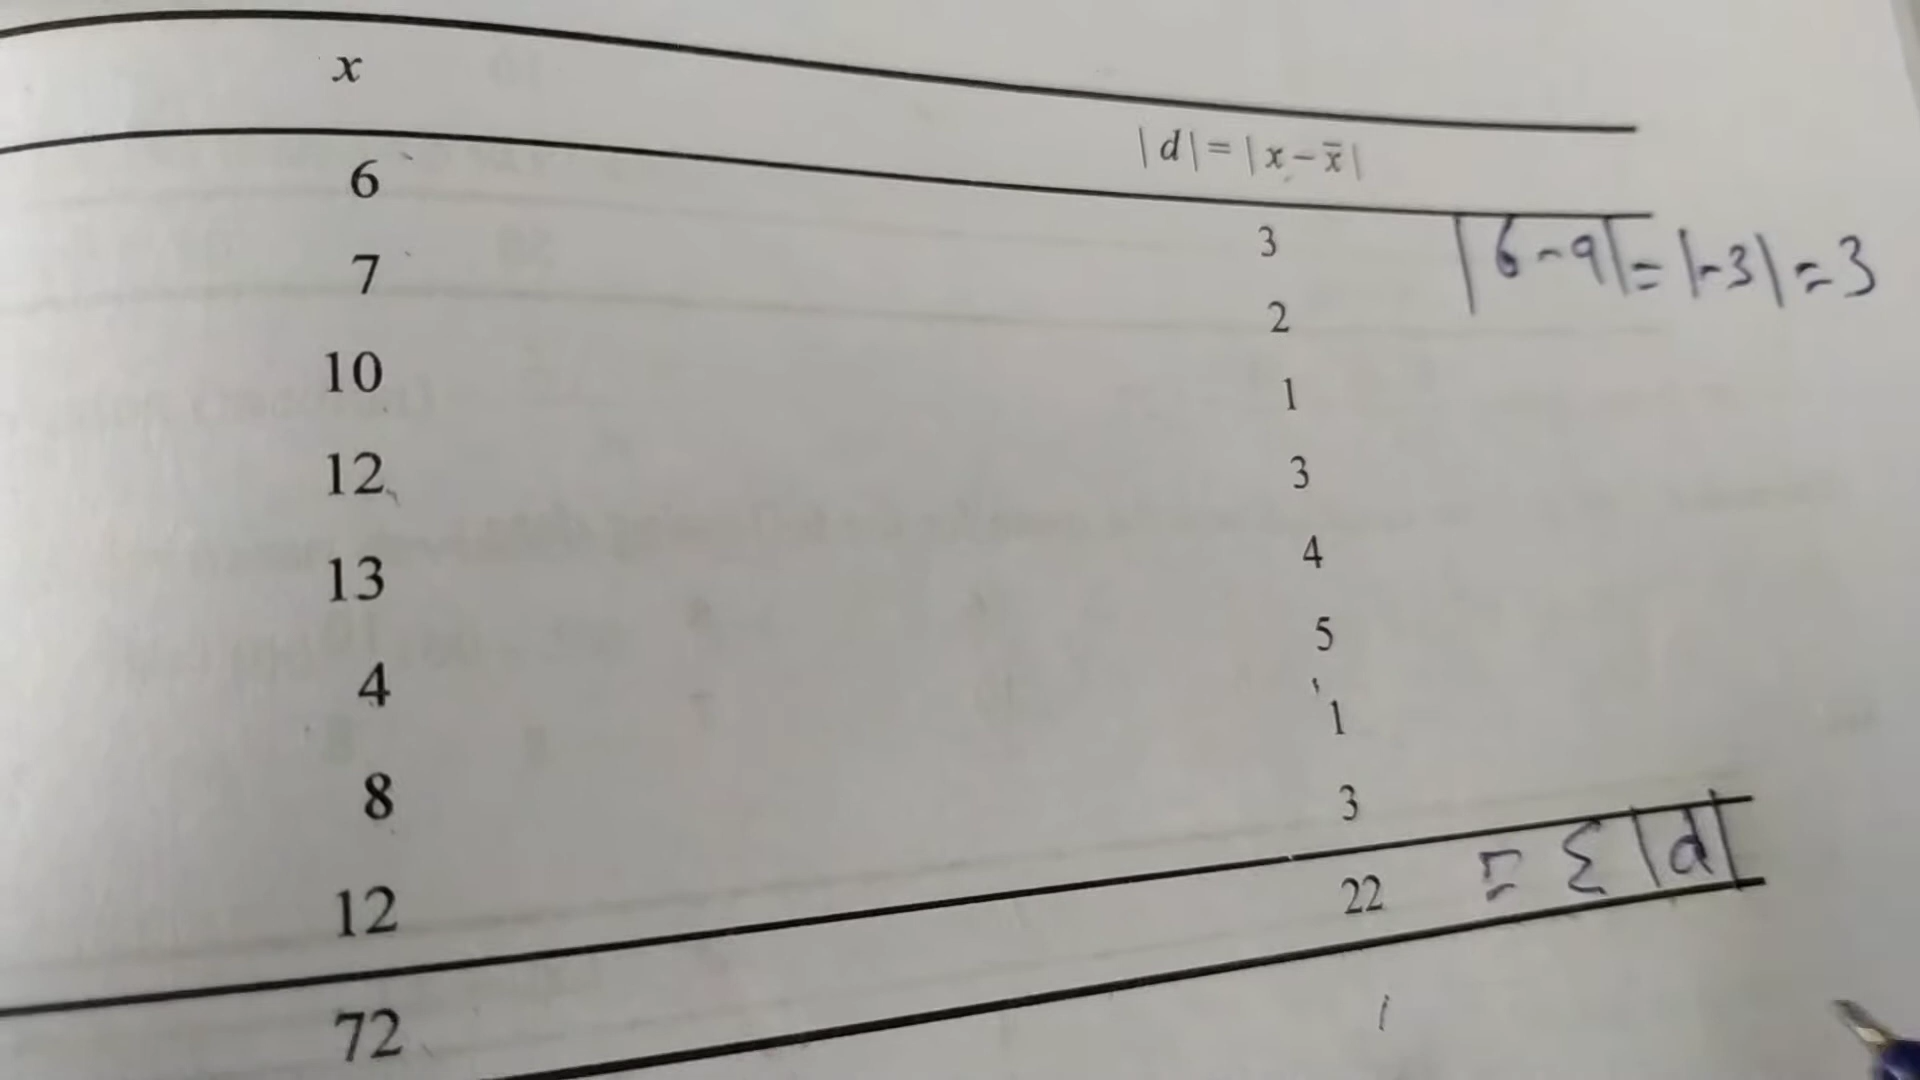 x |d| = |x – x̄|
6 3 |6-9| = |-3| = 3
7 2
10 1
12 3
13 4
4 5
8 1
12 3
72 22 = Σ |d|